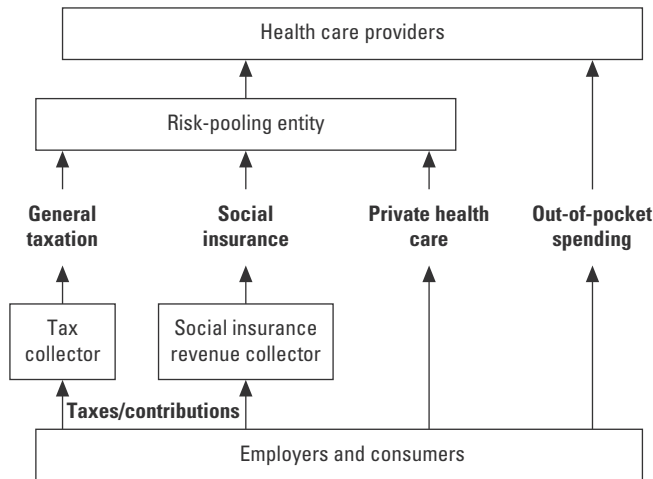 Health care providers
Risk-pooling entity
General
taxation
Social
insurance
Private health
care
Out-of-pocket
spending
Tax
collector
Social insurance
revenue collector
Taxes/contributions
Employers and consumers